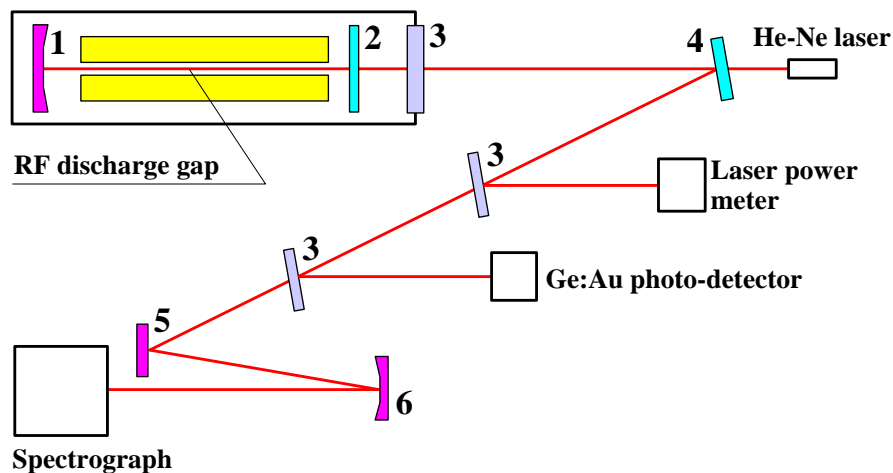 1
2
3
4
He-Ne laser
RF discharge gap
3
Laser power
meter
3
Ge:Au photo-detector
5
6
Spectrograph